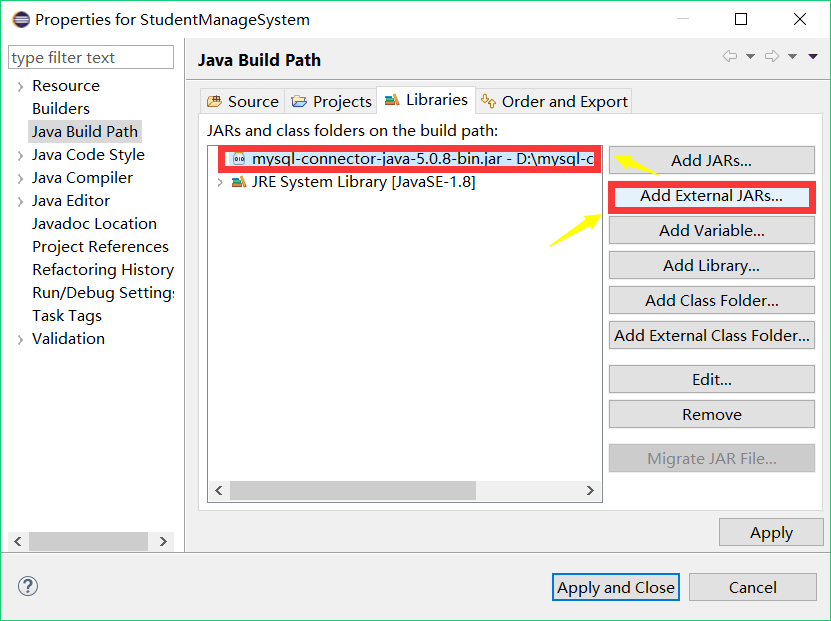 Properties for StudentManageSystem
type filter text
Resource
Builders
Java Build Path
Java Code Style
Java Compiler
Java Editor
Javadoc Location
Project References
Refactoring History
Run/Debug Settings
Task Tags
Validation
Java Build Path
Source
Projects
Libraries
Order and Export
JARs and class folders on the build path:
mysql-connector-java-5.0.8-bin.jar - D:\mysql-c
JRE System Library [JavaSE-1.8]
Add JARs...
Add External JARs...
Add Variable...
Add Library...
Add Class Folder...
Add External Class Folder...
Edit...
Remove
Migrate JAR File...
Apply
?
Apply and Close
Cancel